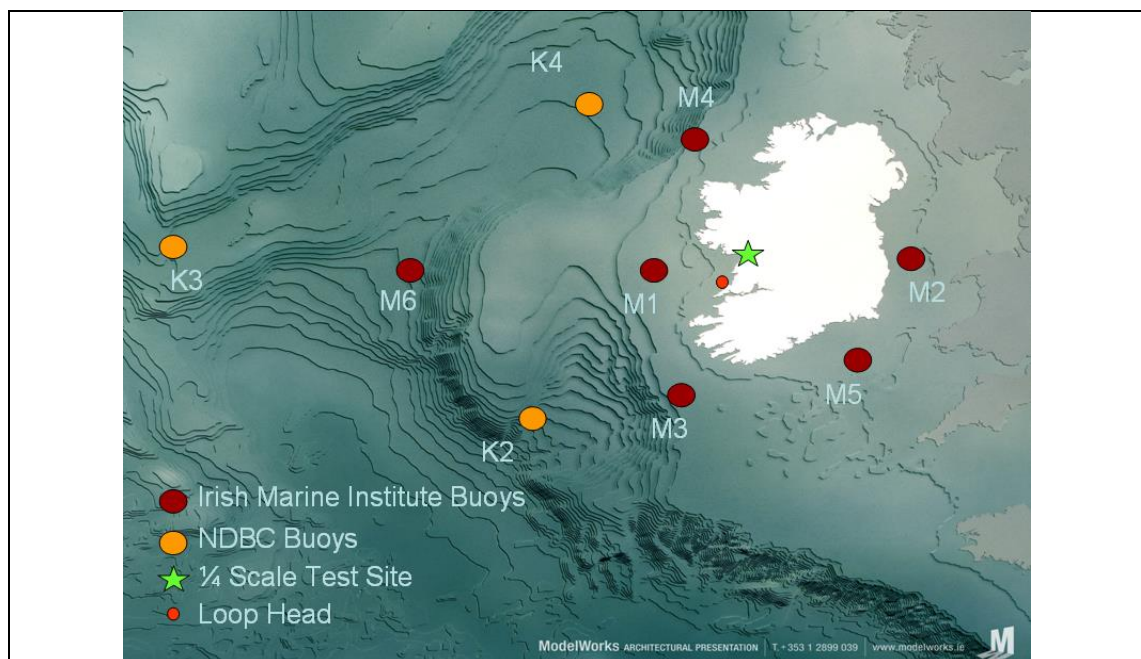 K4
M4
K3
M6
M1
M2
M5
M3
K2
Irish Marine Institute Buoys
NDBC Buoys
¼ Scale Test Site
Loop Head
ModelWorks ARCHITECTURAL PRESENTATION | T. +353 1 2899 039 | www.modelworks.ie M